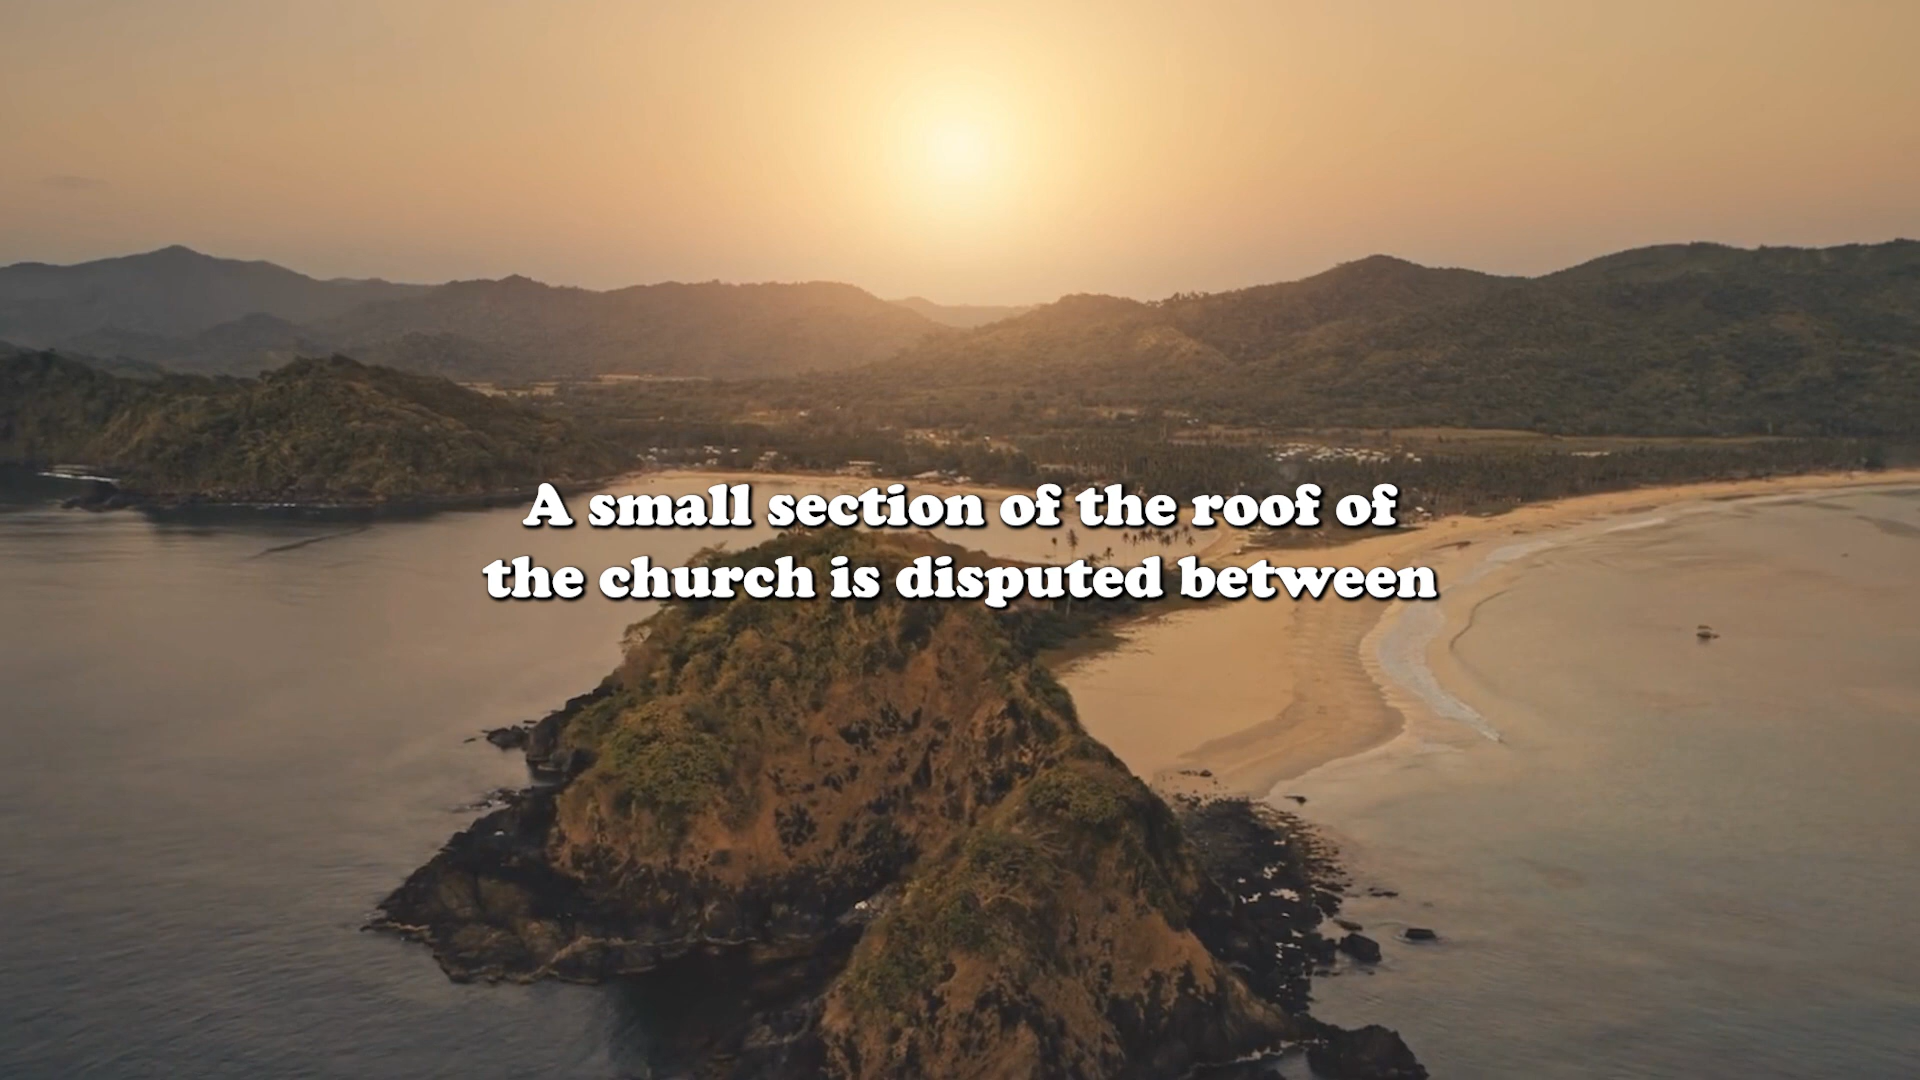 A small section of the roof of
the church is disputed between